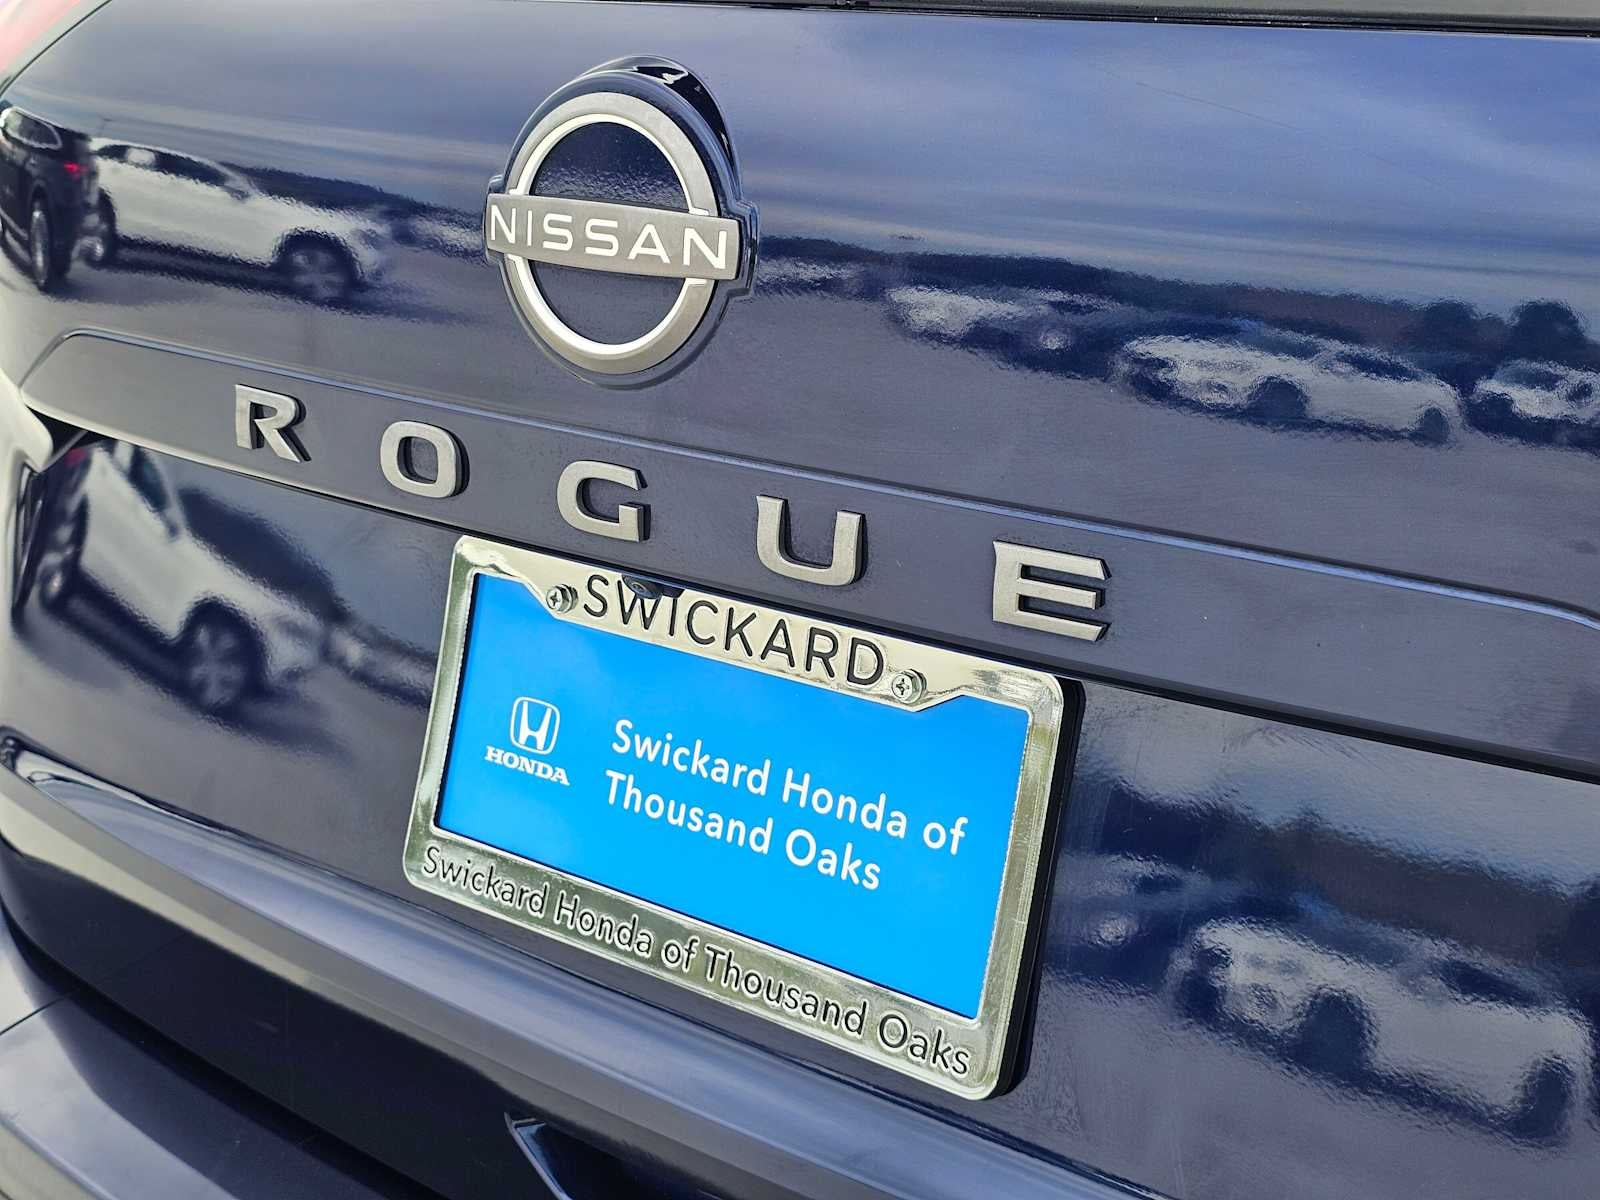 NISSAN
ROGUE
SWICKARD
HONDA
Swickard Honda of
Thousand Oaks
Swickard Honda of Thousand Oaks